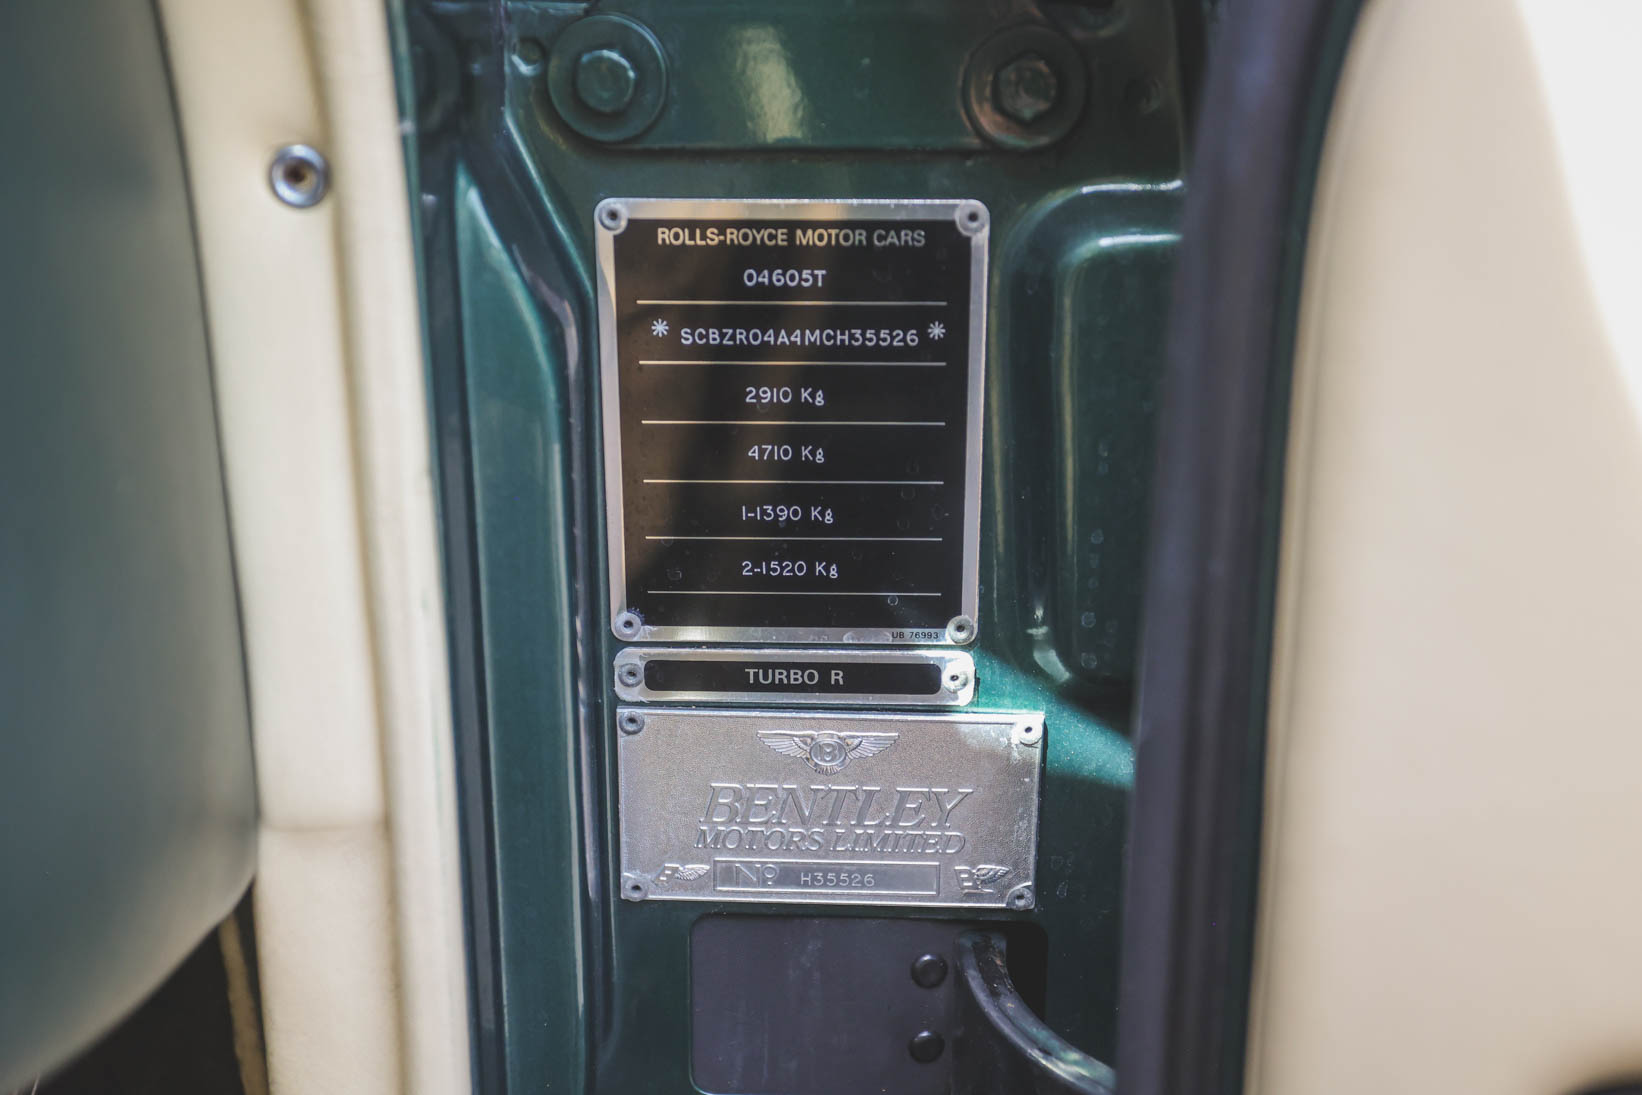 ROLLS-ROYCE MOTOR CARS
04605T
* SCBZR04A4MCH35526 *
2910 Kg
4710 Kg
1-1390 Kg
2-1520 Kg
UB 76993
TURBO R
B
BENTLEY
MOTORS LIMITED
No H35526